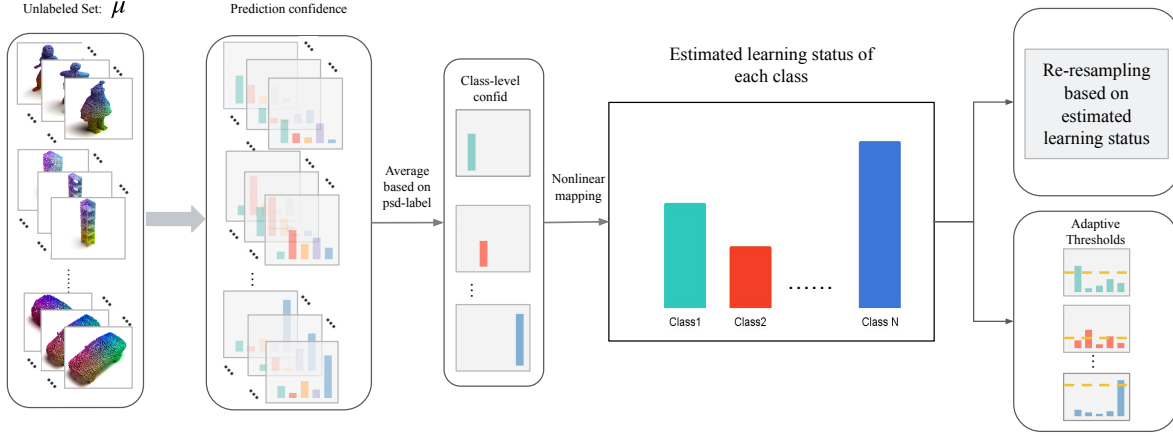 Unlabeled Set: μ
Prediction confidence
Average based on
psd-label
Class-level
confid
Nonlinear
mapping
Estimated learning status of
each class
Class1
Class2
......
Class N
Re-resampling
based on
estimated
learning status
Adaptive
Thresholds